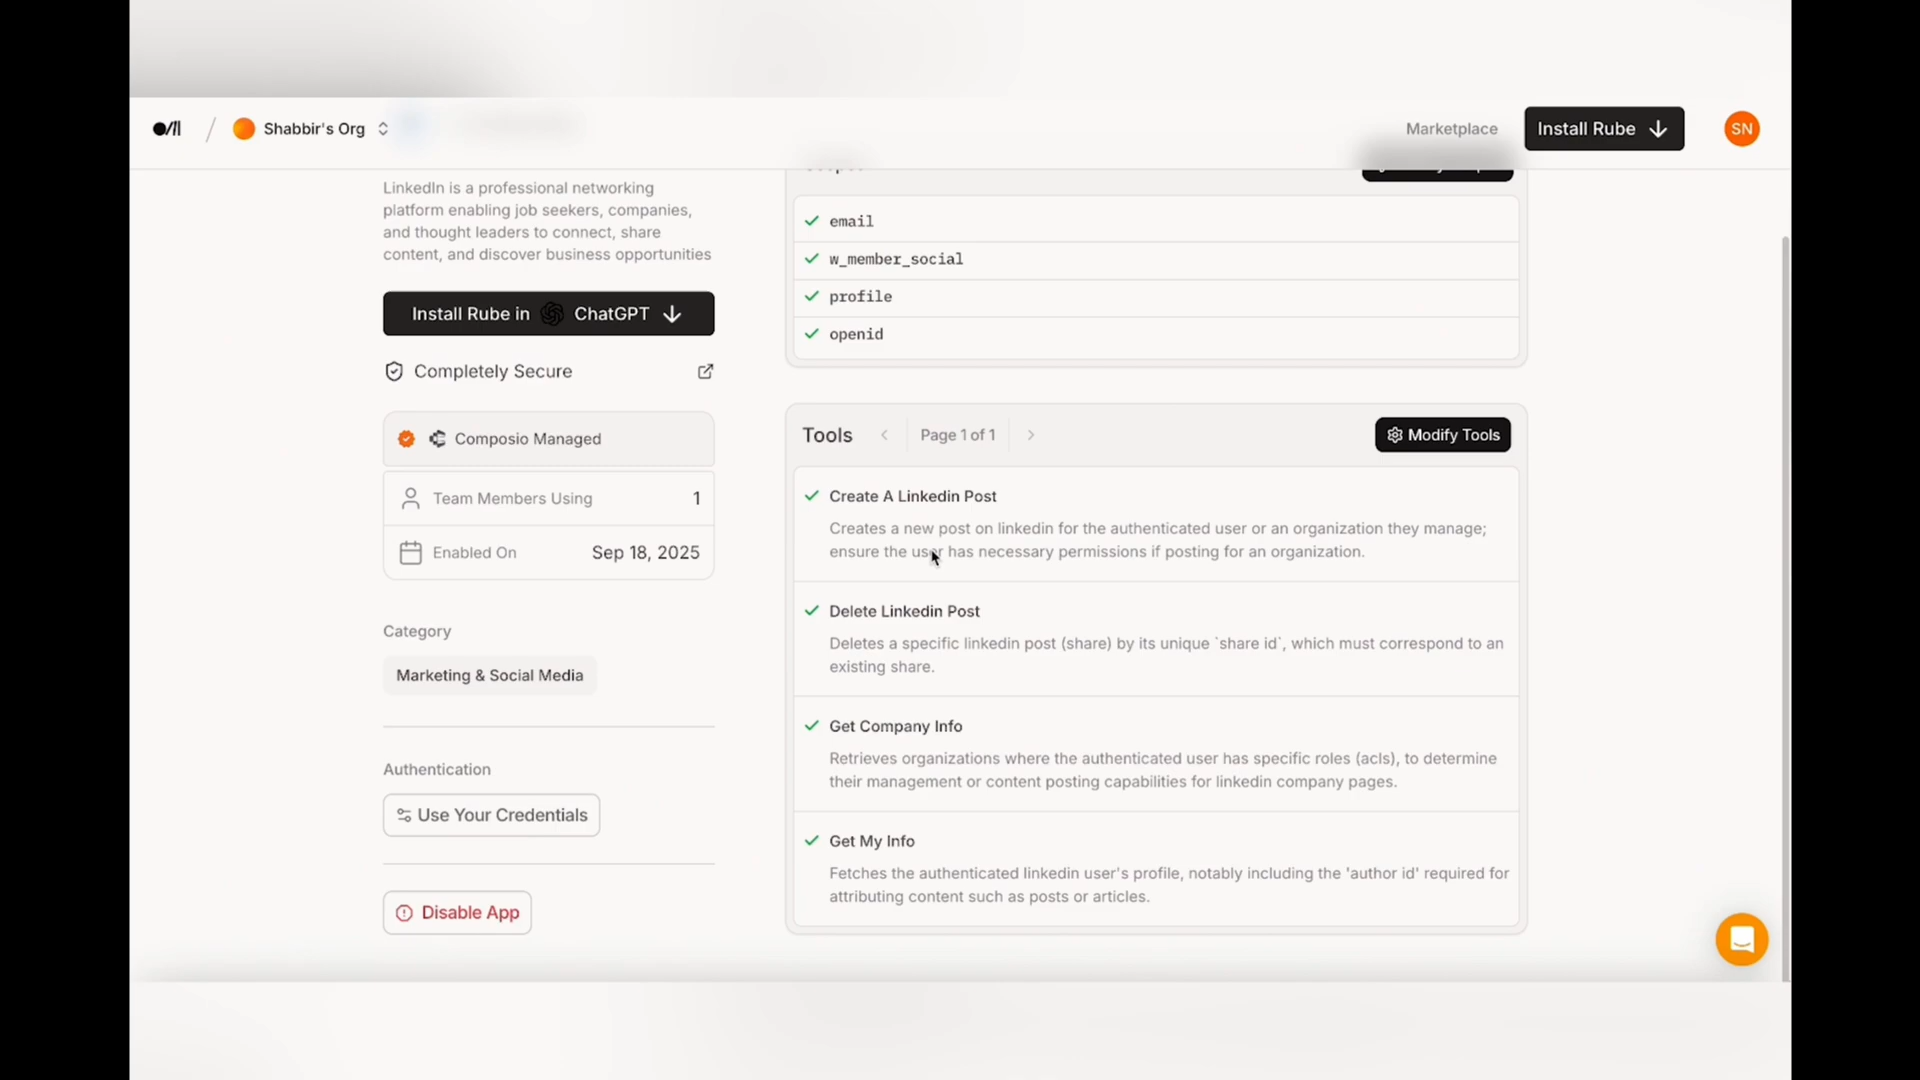 Shabbir's Org
Marketplace
Install Rube
SN
LinkedIn is a professional networking
platform enabling job seekers, companies,
and thought leaders to connect, share
content, and discover business opportunities
Install Rube in ChatGPT
Completely Secure
Composio Managed
Team Members Using 1
Enabled On Sep 18, 2025
Category
Marketing & Social Media
Authentication
Use Your Credentials
Disable App
email
w_member_social
profile
openid
Tools
Page 1 of 1
Modify Tools
Create A Linkedin Post
Creates a new post on linkedin for the authenticated user or an organization they manage;
ensure the user has necessary permissions if posting for an organization.
Delete Linkedin Post
Deletes a specific linkedin post (share) by its unique `share id`, which must correspond to an
existing share.
Get Company Info
Retrieves organizations where the authenticated user has specific roles (acls), to determine
their management or content posting capabilities for linkedin company pages.
Get My Info
Fetches the authenticated linkedin user's profile, notably including the 'author id' required for
attributing content such as posts or articles.